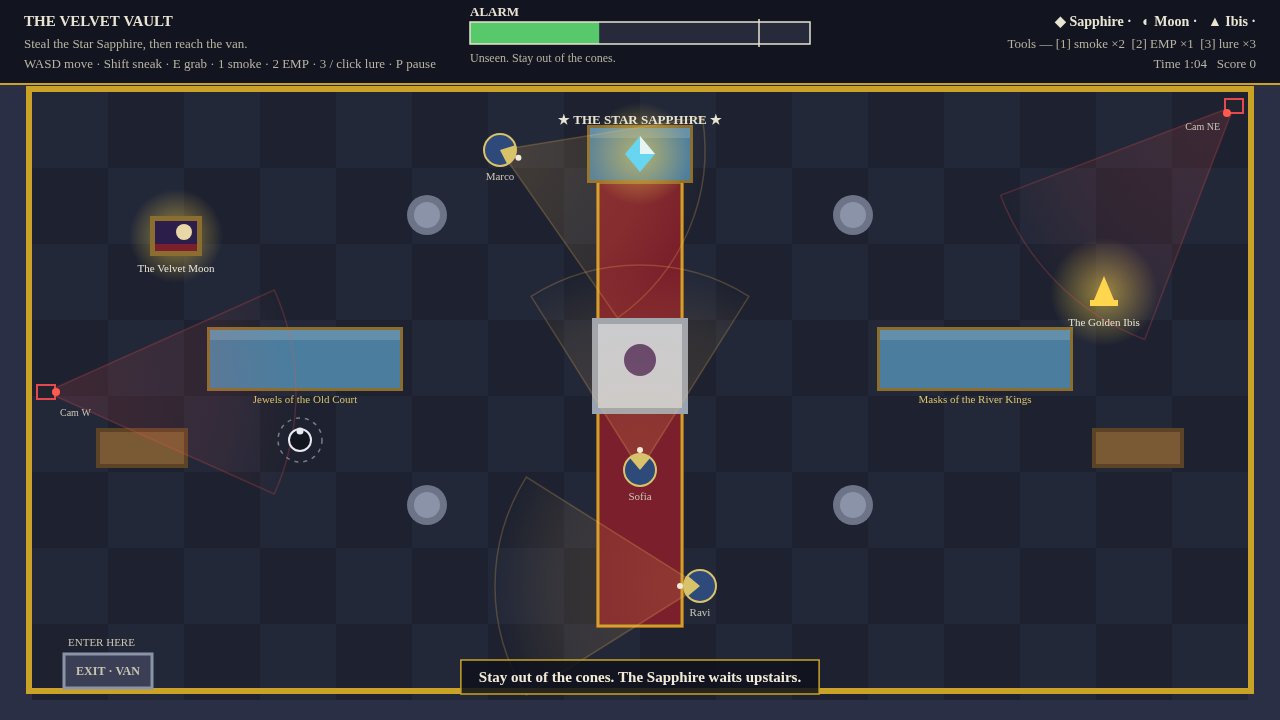 THE VELVET VAULT
Steal the Star Sapphire, then reach the van.
WASD move · Shift sneak · E grab · 1 smoke · 2 EMP · 3 / click lure · P pause
ALARM
Unseen. Stay out of the cones.
◆ Sapphire · ◖ Moon · ▲ Ibis ·
Tools — [1] smoke ×2 [2] EMP ×1 [3] lure ×3
Time 1:04 Score 0
★ THE STAR SAPPHIRE ★
Cam NE
Marco
The Velvet Moon
The Golden Ibis
Jewels of the Old Court
Masks of the River Kings
Cam W
Sofia
Ravi
ENTER HERE
EXIT · VAN
Stay out of the cones. The Sapphire waits upstairs.